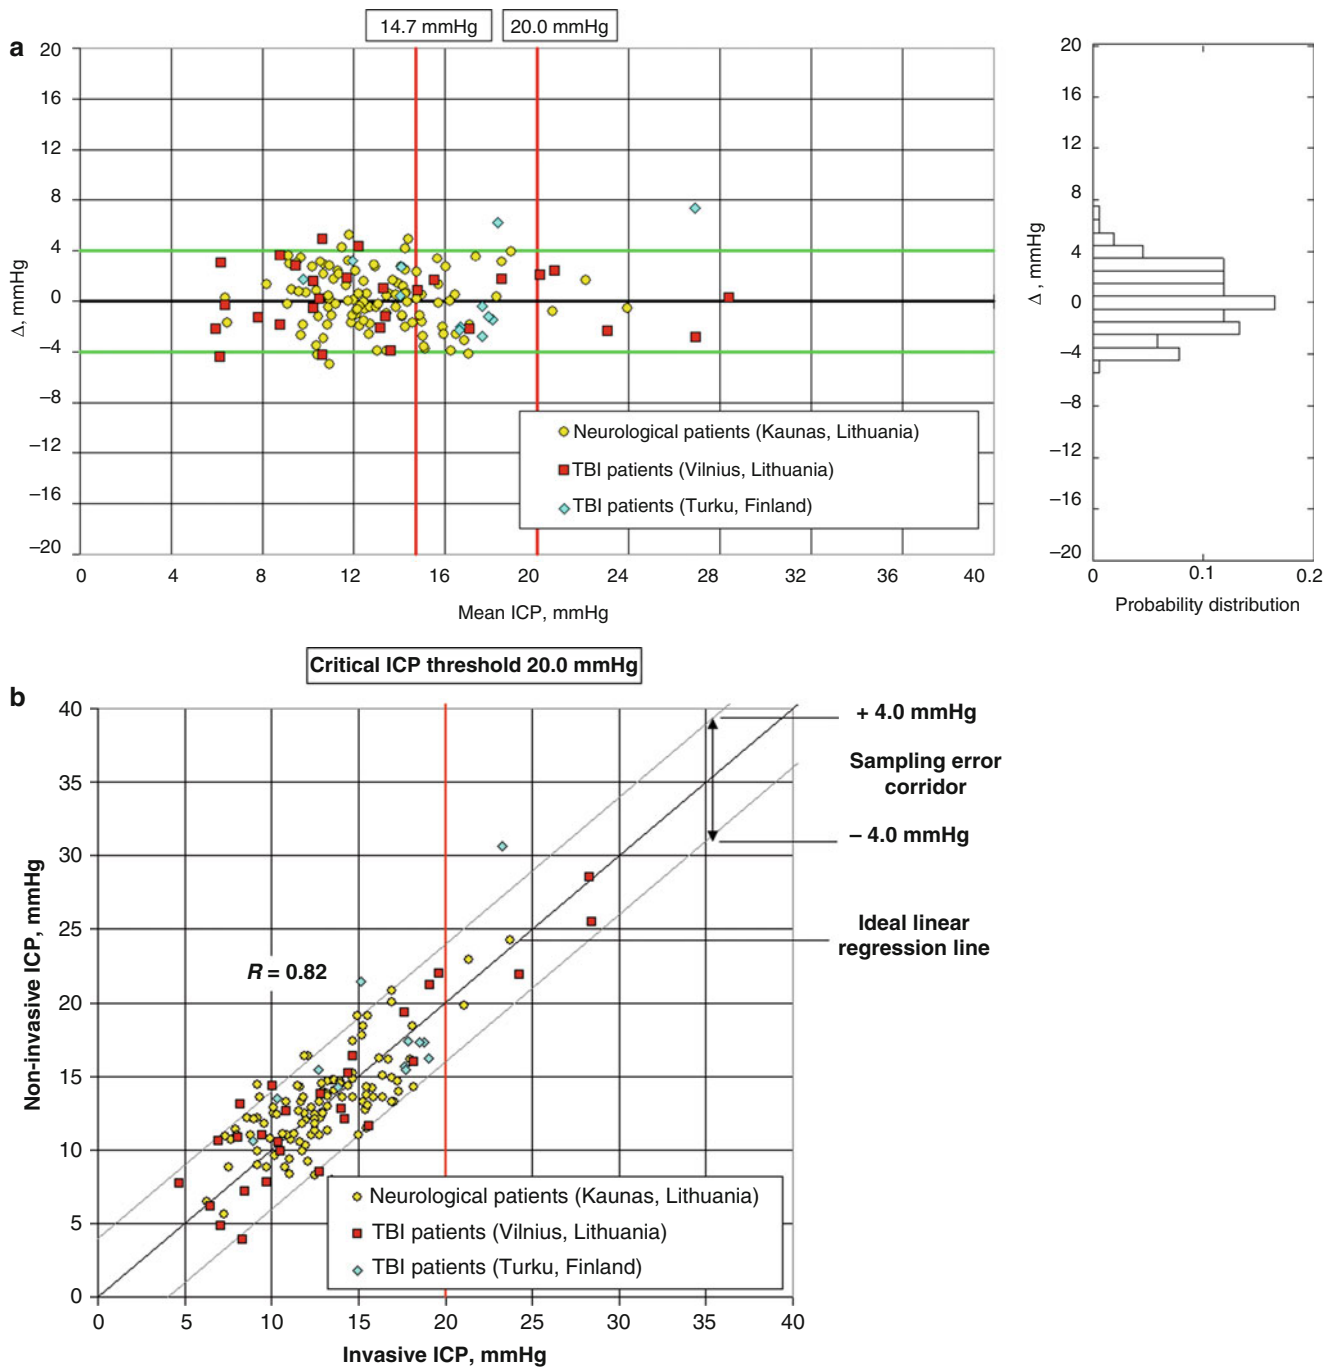 14.7 mmHg
20.0 mmHg
a
20
16
12
8
4
0
–4
–8
–12
–16
–20
Δ, mmHg
0
4
8
12
16
20
24
28
32
36
40
Mean ICP, mmHg
Neurological patients (Kaunas, Lithuania)
TBI patients (Vilnius, Lithuania)
TBI patients (Turku, Finland)
20
16
12
8
4
0
–4
–8
–12
–16
–20
Δ, mmHg
0
0.1
0.2
Probability distribution
Critical ICP threshold 20.0 mmHg
b
40
35
30
25
20
15
10
5
0
Non-invasive ICP, mmHg
R = 0.82
+ 4.0 mmHg
Sampling error
corridor
– 4.0 mmHg
Ideal linear
regression line
Neurological patients (Kaunas, Lithuania)
TBI patients (Vilnius, Lithuania)
TBI patients (Turku, Finland)
0
5
10
15
20
25
30
35
40
Invasive ICP, mmHg